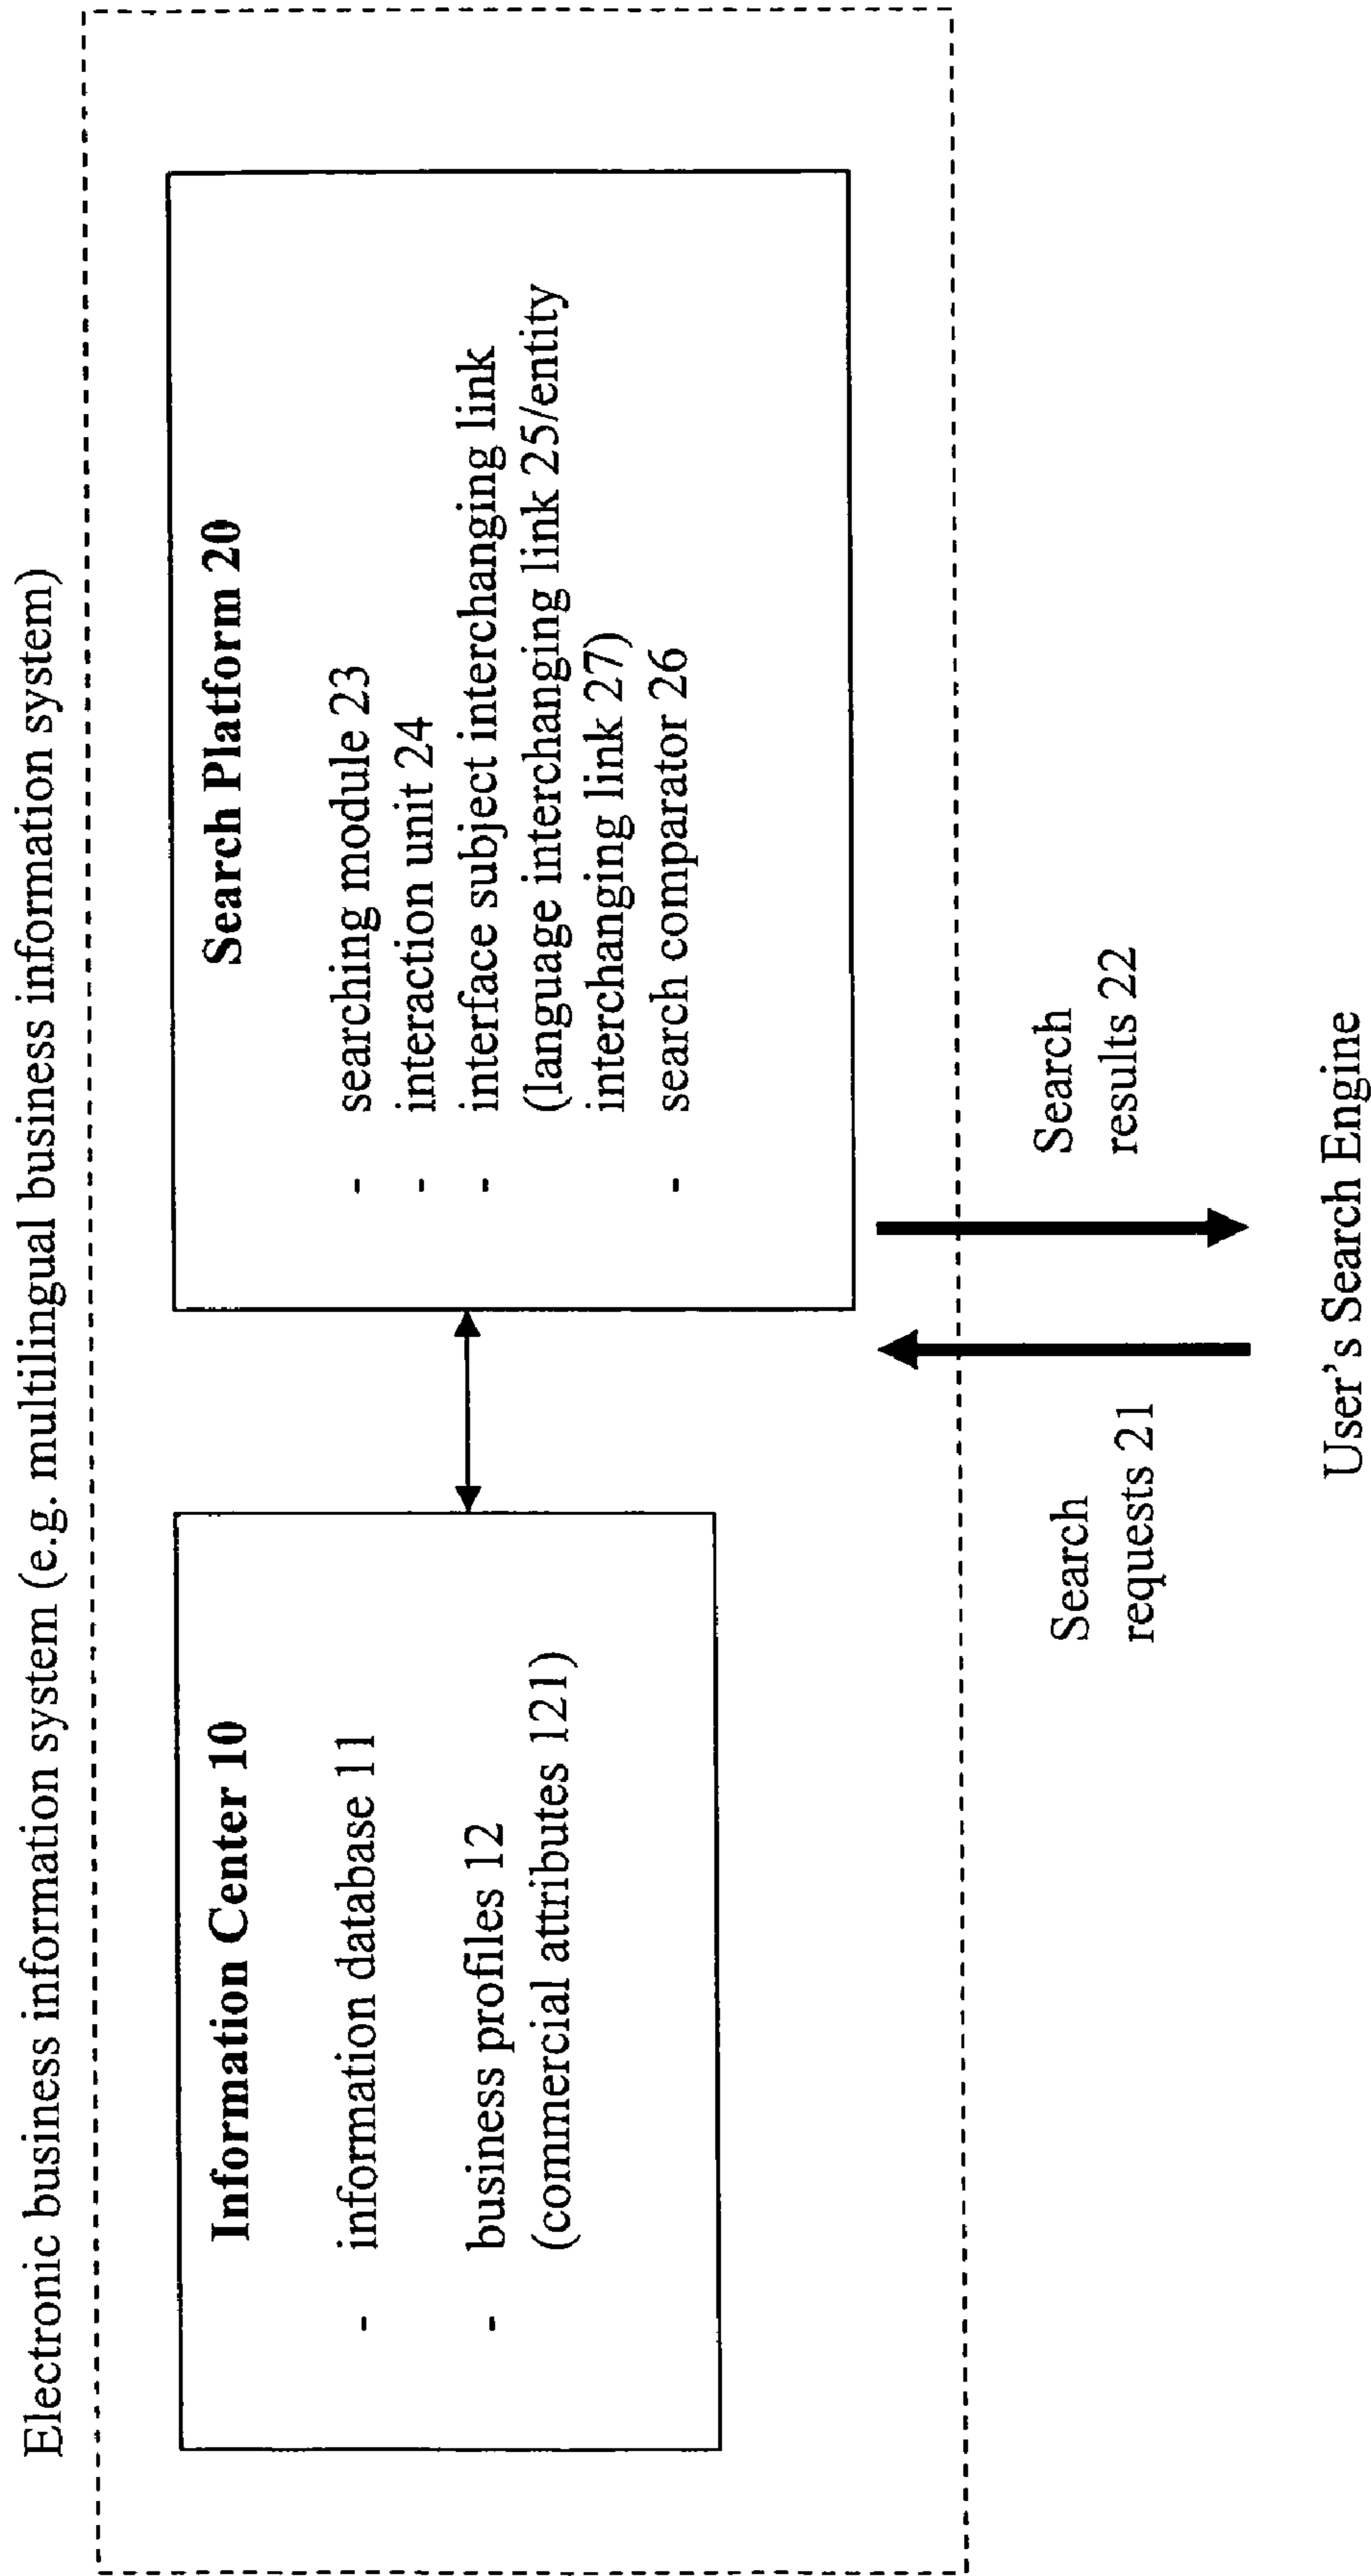 Electronic business information system (e.g. multilingual business information system)
Information Center 10
- information database 11
- business profiles 12
(commercial attributes 121)
Search Platform 20
- searching module 23
- interaction unit 24
- interface subject interchanging link
(language interchanging link 25/entity
interchanging link 27)
- search comparator 26
Search
requests 21
Search
results 22
User's Search Engine